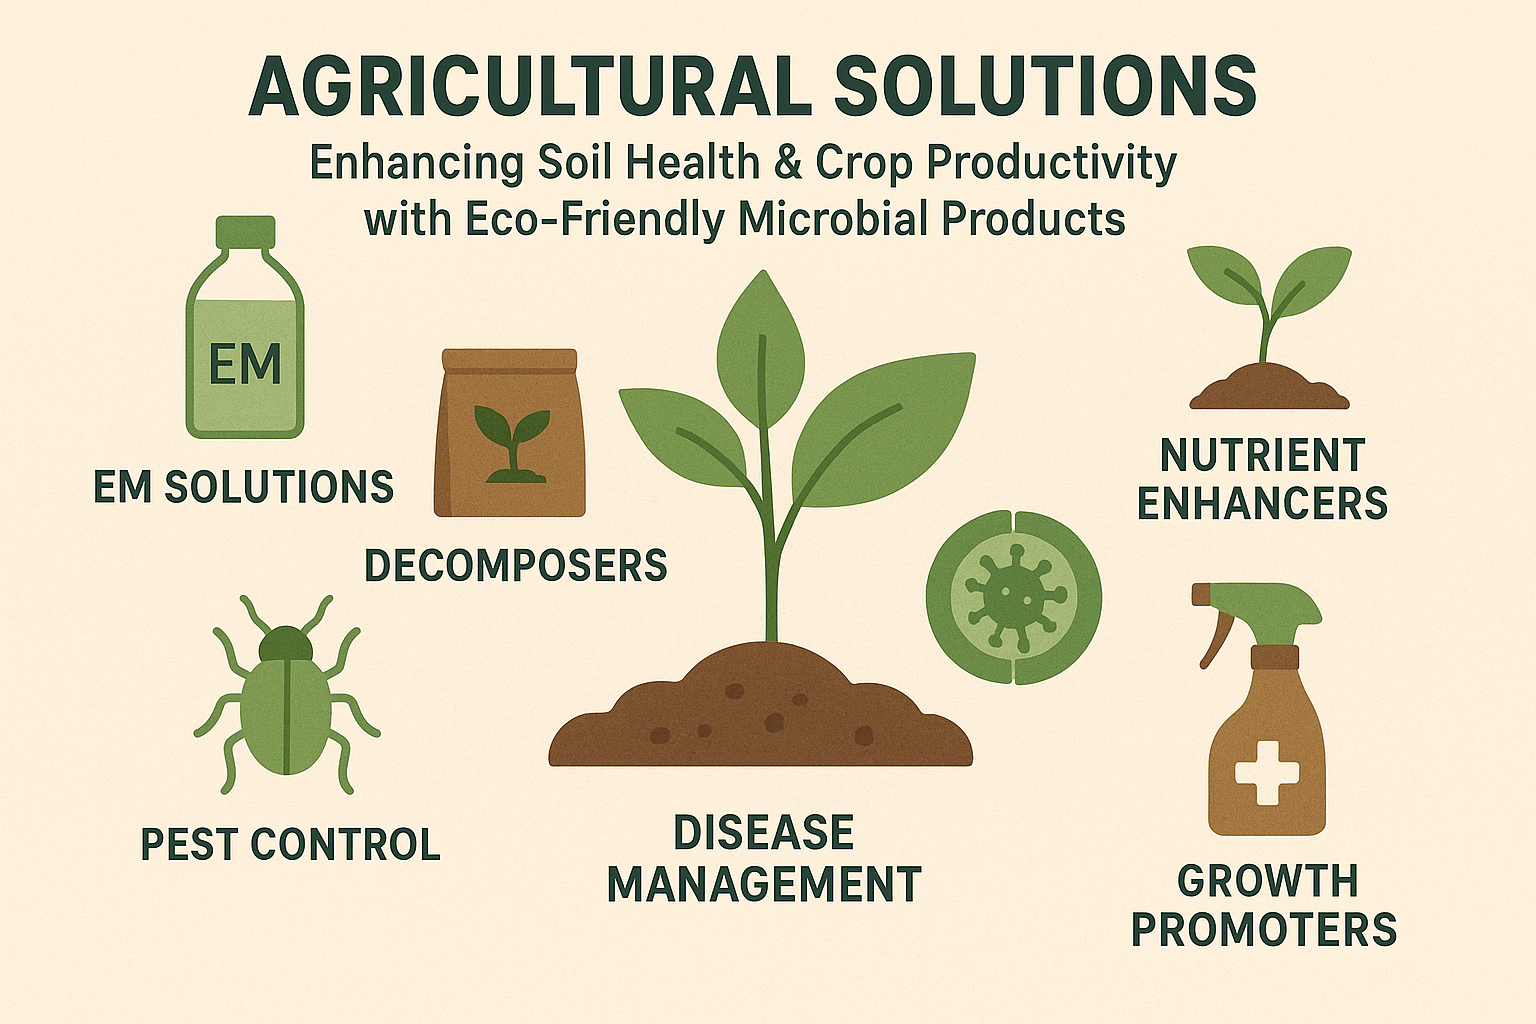 AGRICULTURAL SOLUTIONS
Enhancing Soil Health & Crop Productivity
with Eco-Friendly Microbial Products
EM
EM SOLUTIONS
DECOMPOSERS
NUTRIENT
ENHANCERS
PEST CONTROL
DISEASE
MANAGEMENT
GROWTH
PROMOTERS